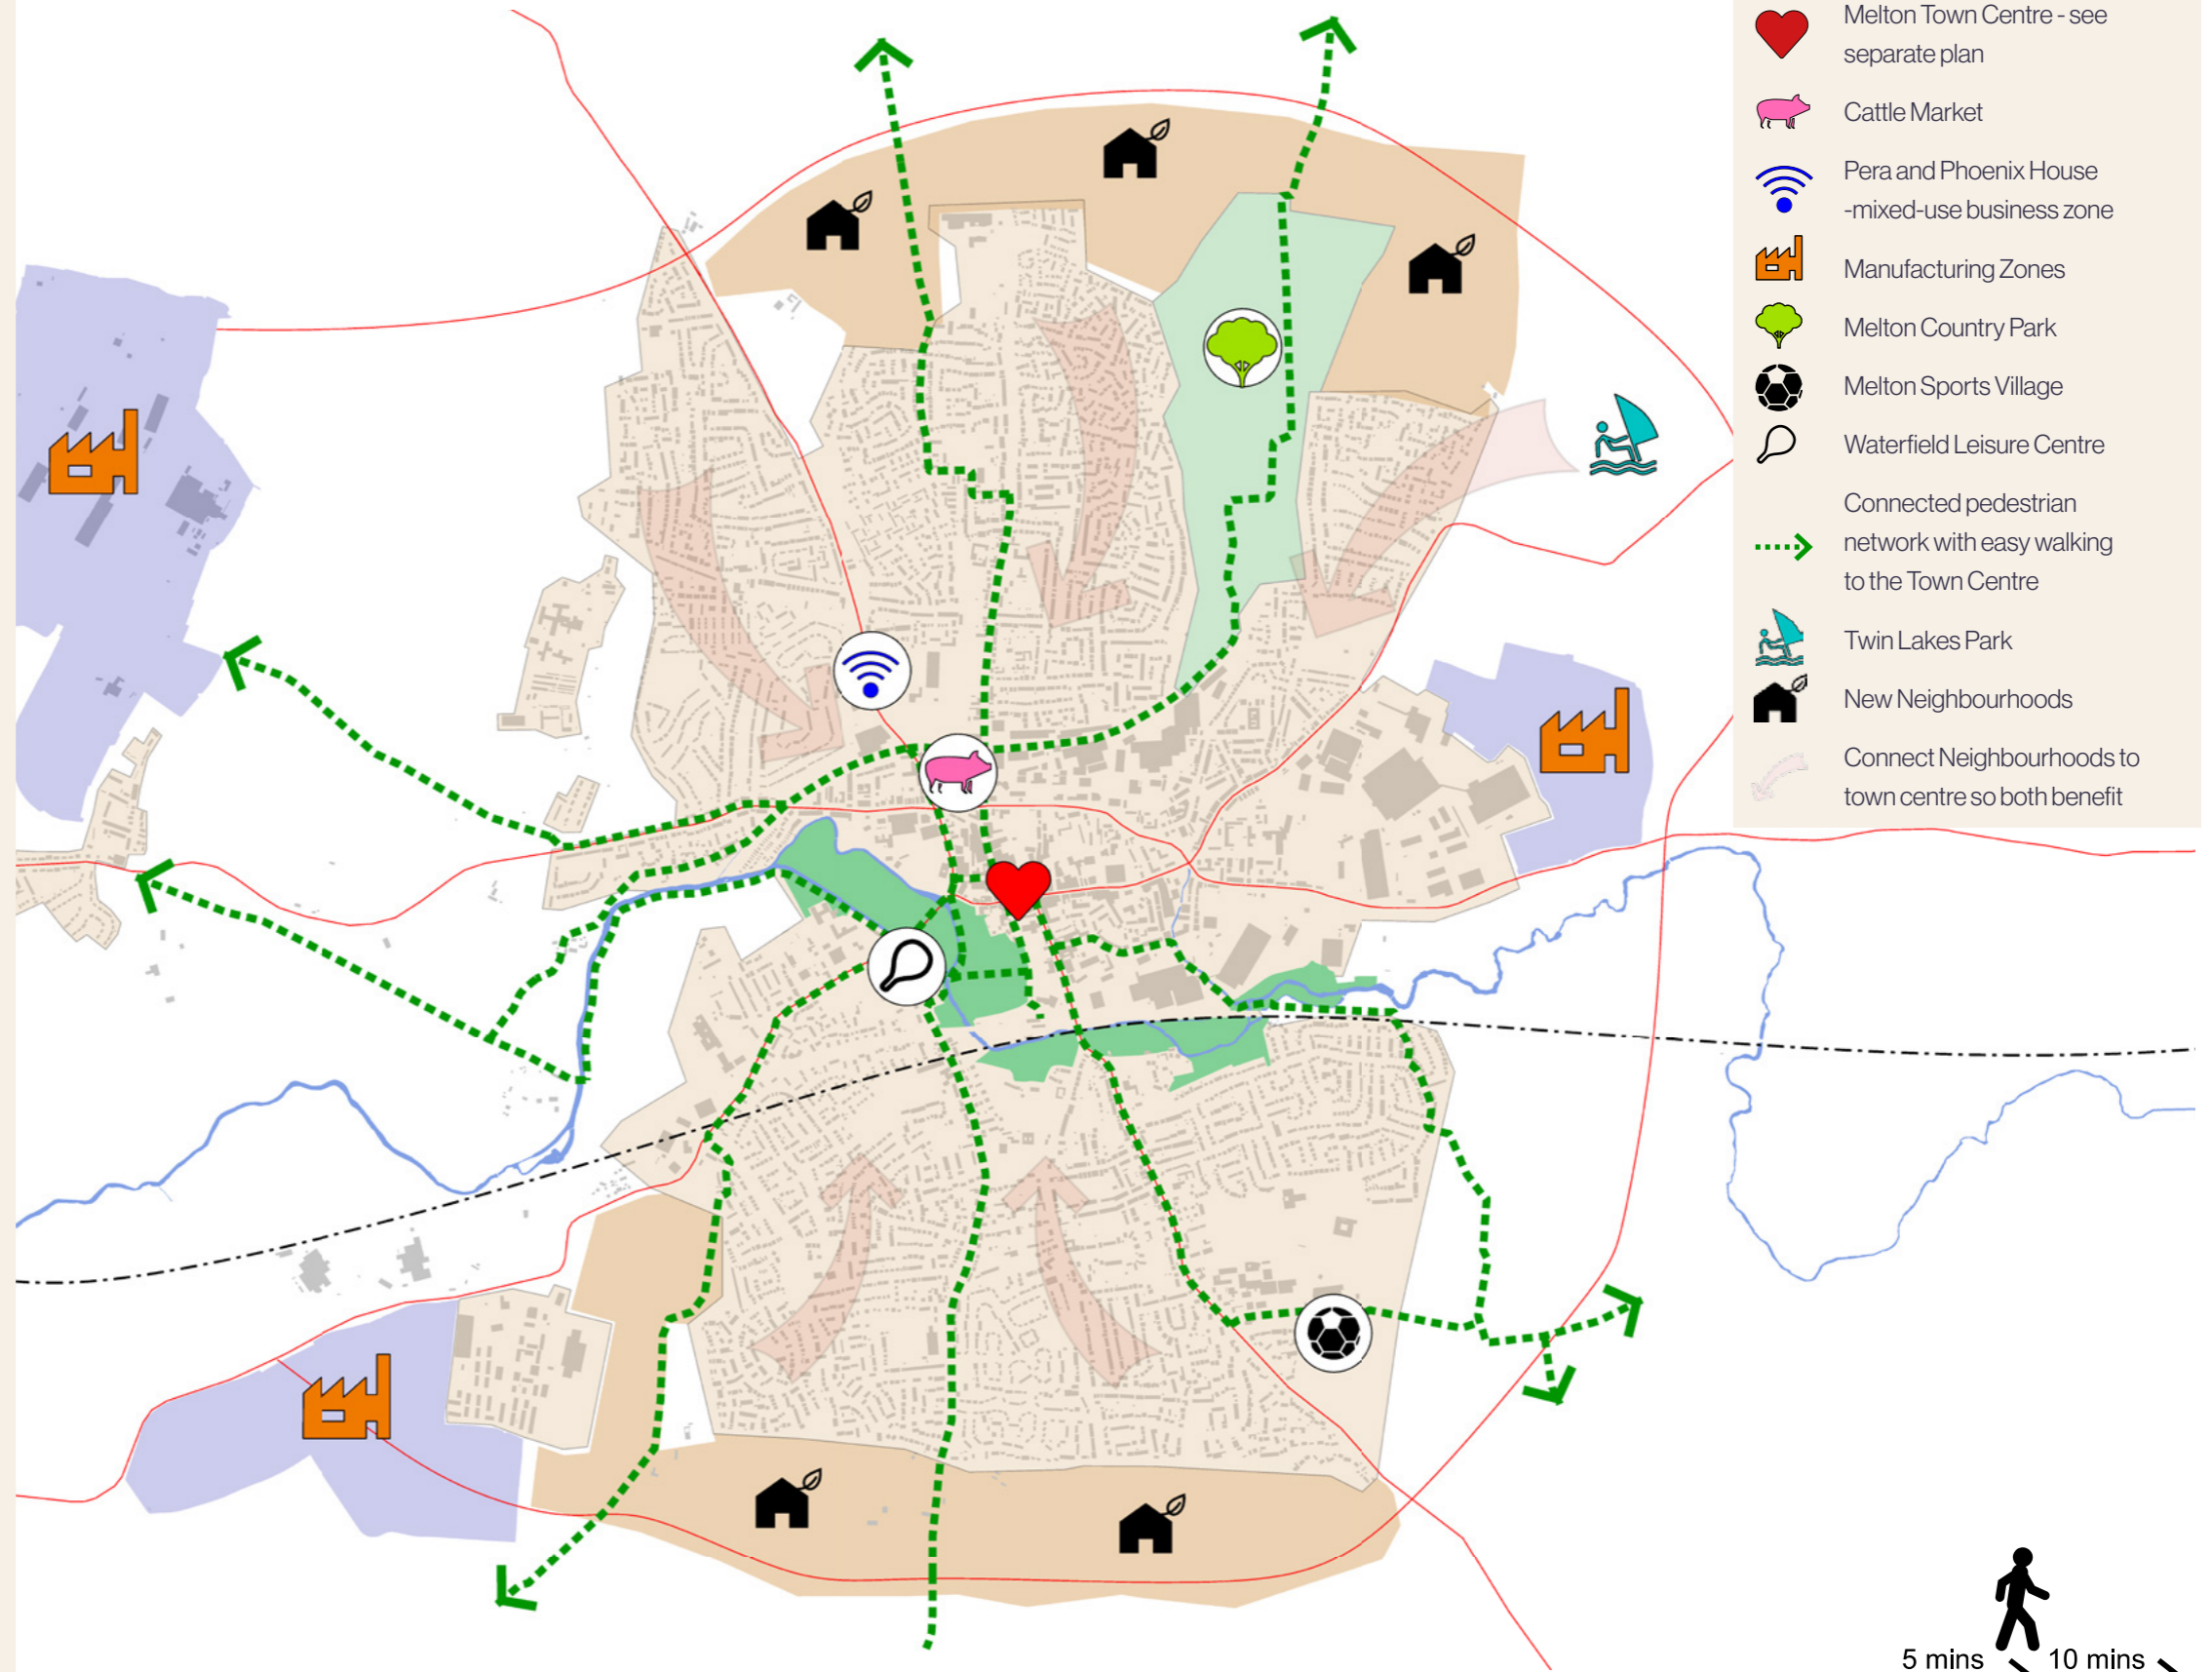 Melton Town Centre - see
separate plan
Cattle Market
Pera and Phoenix House
-mixed-use business zone
Manufacturing Zones
Melton Country Park
Melton Sports Village
Waterfield Leisure Centre
Connected pedestrian
network with easy walking
to the Town Centre
Twin Lakes Park
New Neighbourhoods
Connect Neighbourhoods to
town centre so both benefit
5 mins
10 mins